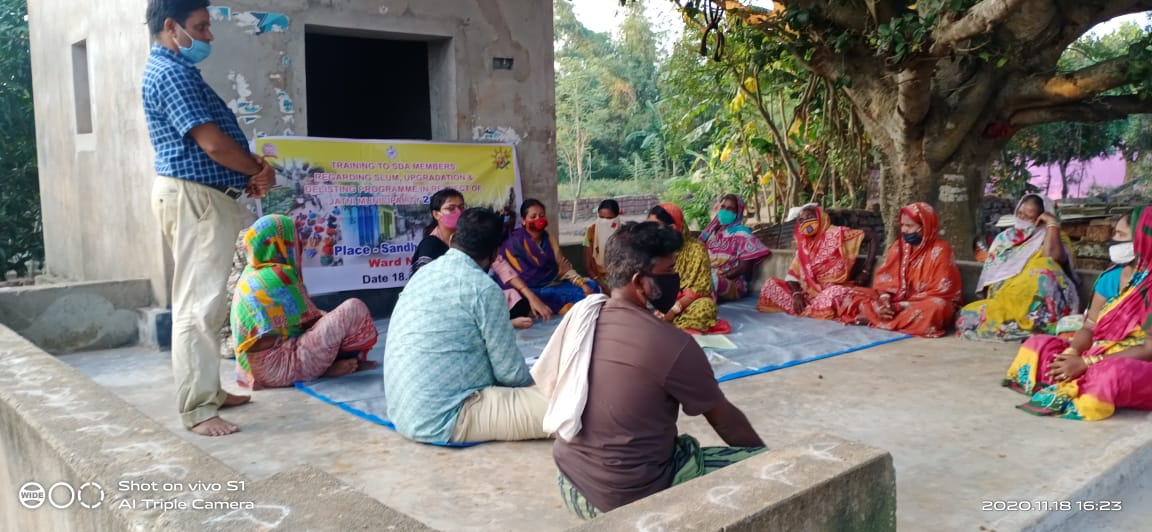 TRAINING TO SDA MEMBERS
REGARDING SLUM, UPGRADATION &
DELISTING PROGRAMME IN RESPECT OF
JATNI MUNICIPALITY
Place - Sandh
Ward N
Date 18.
WIDE
Shot on vivo S1
AI Triple Camera
2020.11.18 16:23